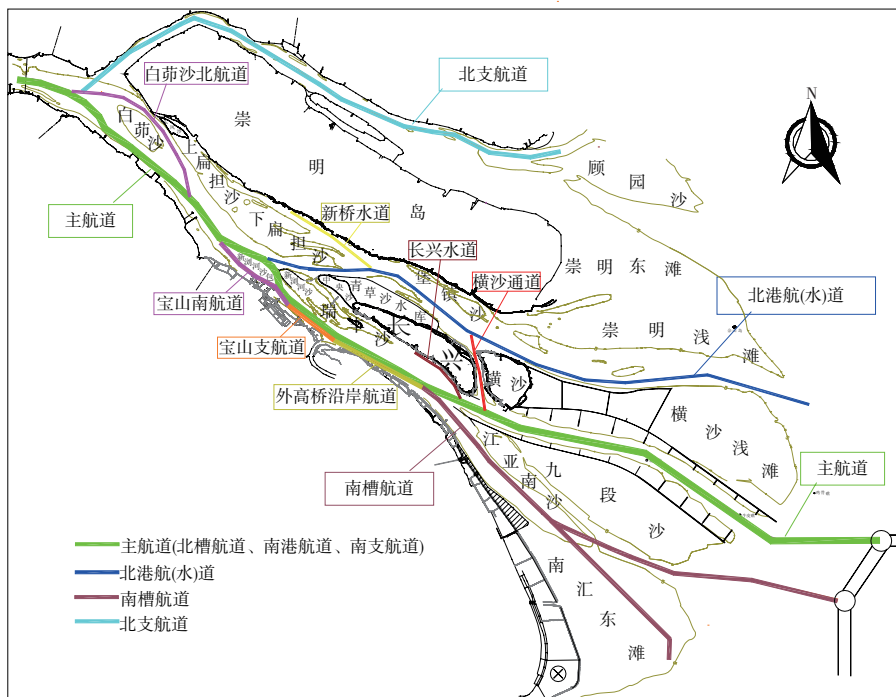 N
白茆沙北航道
北支航道
崇明岛
白茆沙
上扁担沙
下扁担沙
顾园沙
主航道
新桥水道
长兴水道
崇明东滩
堡镇沙
横沙通道
北港航(水)道
宝山南航道
新浏河沙
中央沙
青草沙水库
崇明浅滩
瑞丰沙
长兴
宝山支航道
横沙
外高桥沿岸航道
横沙浅滩
江亚南沙
九段沙
主航道
南槽航道
南汇东滩
主航道(北槽航道、南港航道、南支航道)
北港航(水)道
南槽航道
北支航道